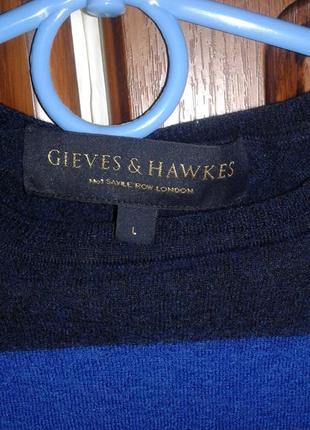 GIEVES & HAWKES
No1 SAVILE ROW LONDON
L